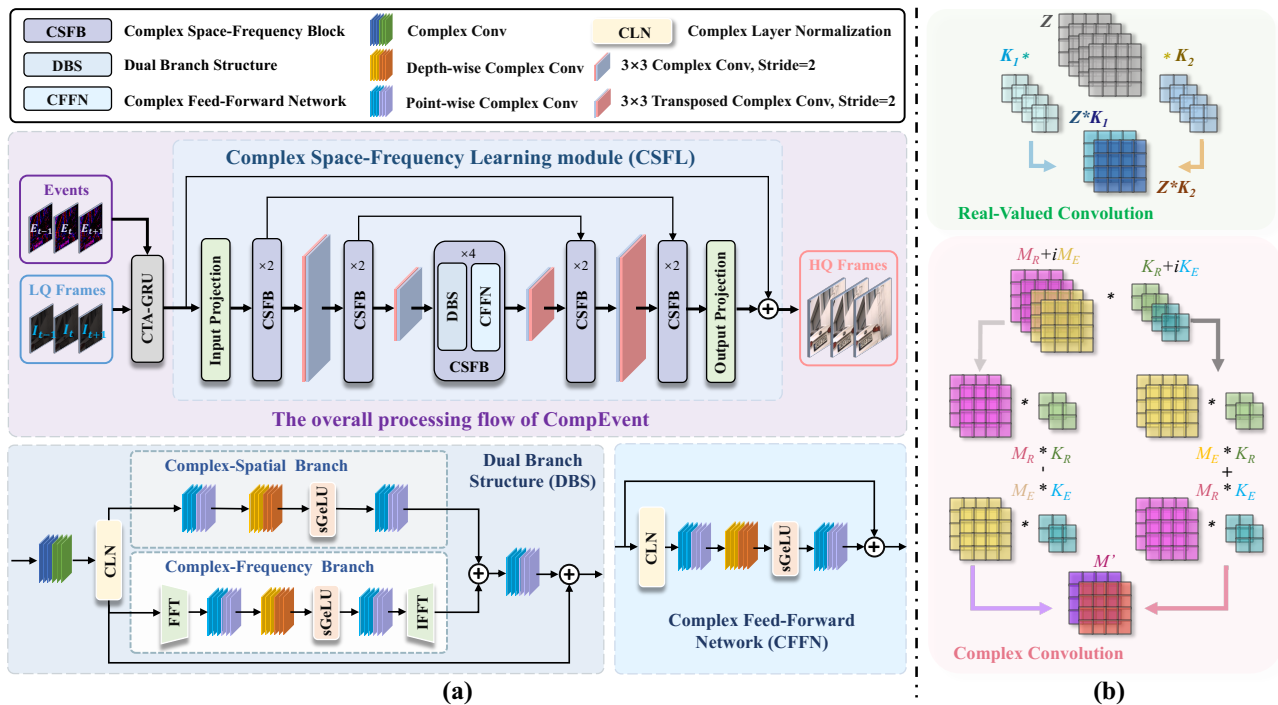 CSFB Complex Space-Frequency Block Complex Conv CLN Complex Layer Normalization
DBS Dual Branch Structure Depth-wise Complex Conv 3×3 Complex Conv, Stride=2
CFFN Complex Feed-Forward Network Point-wise Complex Conv 3×3 Transposed Complex Conv, Stride=2
Complex Space-Frequency Learning module (CSFL)
Events
E_{t-1} E_t E_{t+1}
LQ Frames
I_{t-1} I_t I_{t+1}
CTA-GRU
Input Projection
×2
CSFB
×2
CSFB
×4
DBS
CFFN
CSFB
×2
CSFB
×2
CSFB
Output Projection
+
HQ Frames
The overall processing flow of CompEvent
Complex-Spatial Branch
Dual Branch
Structure (DBS)
CLN
sGeLU
Complex-Frequency Branch
FFT
sGeLU
IFFT
+
+
CLN
sGeLU
+
Complex Feed-Forward
Network (CFFN)
(a)
Z
K_1 *
* K_2
Z*K_1
Z*K_2
Real-Valued Convolution
M_R+iM_E
*
K_R+iK_E
*
*
M_R * K_R
-
M_E * K_E
M_E * K_R
+
M_R * K_E
*
*
M'
Complex Convolution
(b)